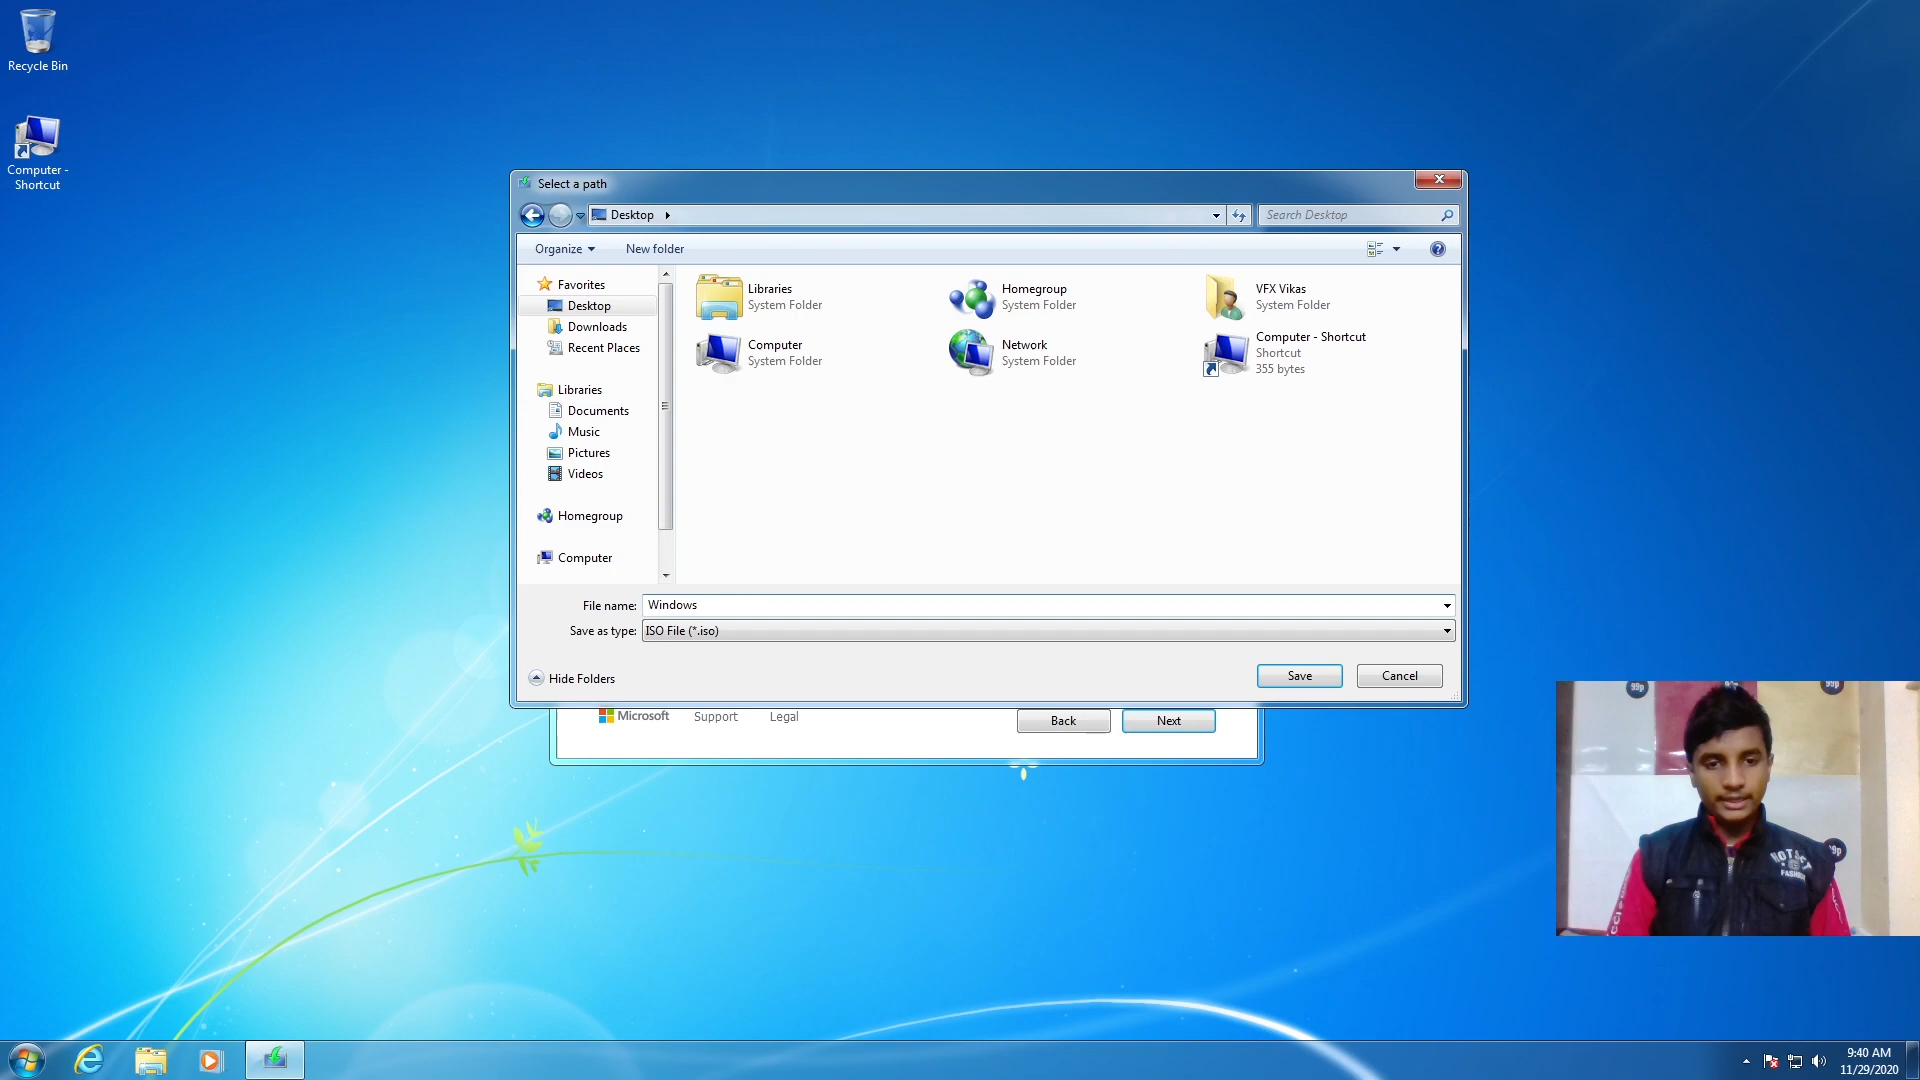 Recycle Bin
Computer -
Shortcut
Select a path
Desktop
Search Desktop
Organize
New folder
Favorites
Desktop
Downloads
Recent Places
Libraries
Documents
Music
Pictures
Videos
Homegroup
Computer
Libraries
System Folder
Homegroup
System Folder
VFX Vikas
System Folder
Computer
System Folder
Network
System Folder
Computer - Shortcut
Shortcut
355 bytes
File name:
Windows
Save as type:
ISO File (*.iso)
Hide Folders
Save
Cancel
Microsoft
Support
Legal
Back
Next
99p
99p
9p
9:40 AM
11/29/2020